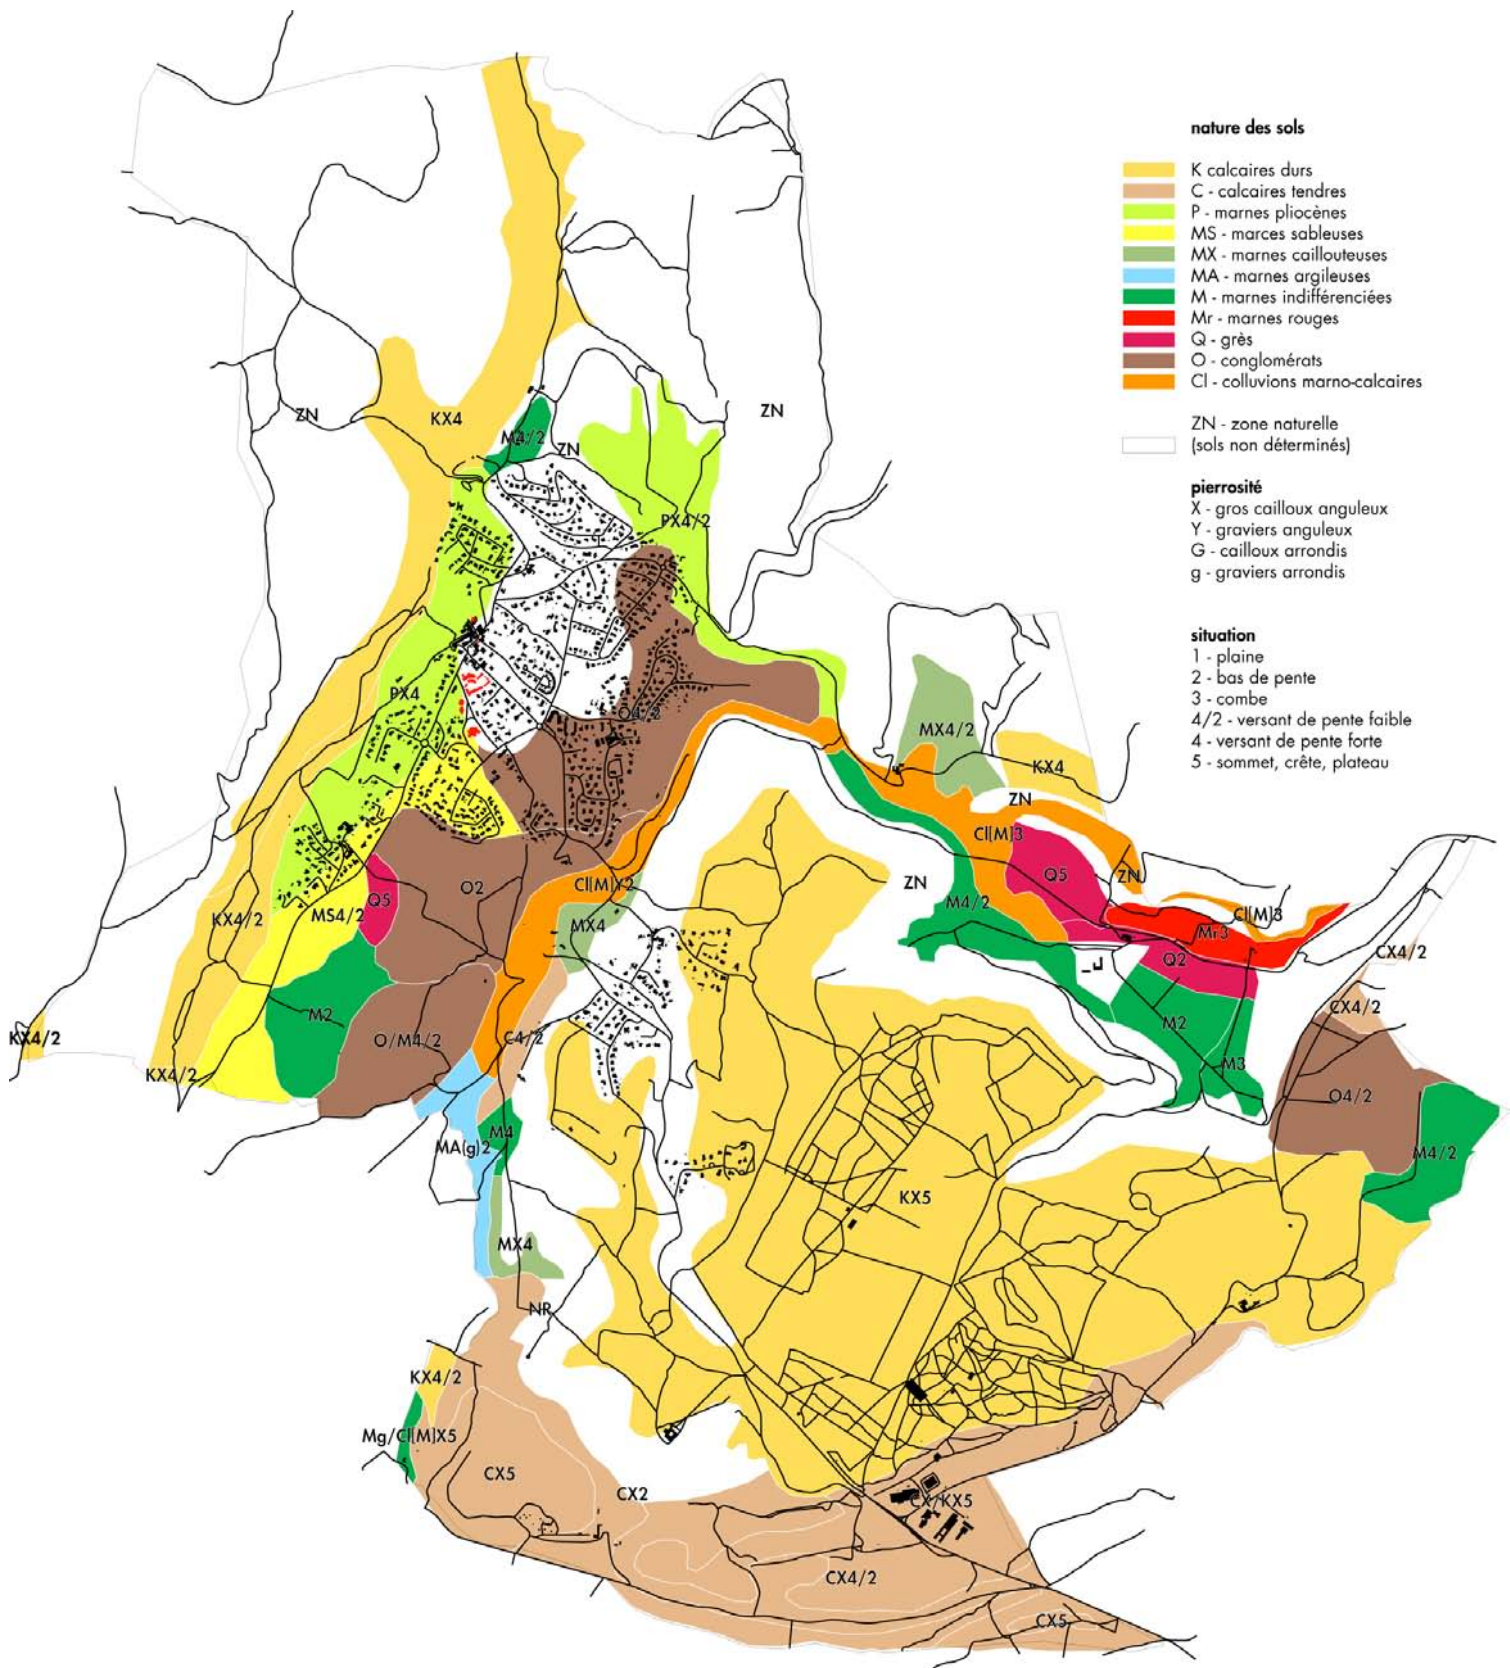 nature des sols
K calcaires durs
C - calcaires tendres
P - marnes pliocènes
MS - marces sableuses
MX - marnes caillouteuses
MA - marnes argileuses
M - marnes indifférenciées
Mr - marnes rouges
Q - grès
O - conglomérats
Cl - colluvions marno-calcaires
ZN - zone naturelle
(sols non déterminés)
pierrosité
X - gros cailloux anguleux
Y - graviers anguleux
G - cailloux arrondis
g - graviers arrondis
situation
1 - plaine
2 - bas de pente
3 - combe
4/2 - versant de pente faible
4 - versant de pente forte
5 - sommet, crête, plateau
ZN
KX4
ZN
M4/2
ZN
PX4/2
PX4
O4/2
MX4/2
KX4
ZN
Cl[M]3
Q5
ZN
ZN
Cl[M]Y2
O2
Q5
MS4/2
KX4/2
MX4
M4/2
Cl[M]3
Mr3
Q2
CX4/2
CX4/2
M2
O/M4/2
C4/2
M2
M3
KX4/2
KX4/2
O4/2
M4
MA(g)2
M4/2
KX5
MX4
NR
KX4/2
Mg/Cl[M]X5
CX5
CX2
CX/KX5
CX4/2
CX5